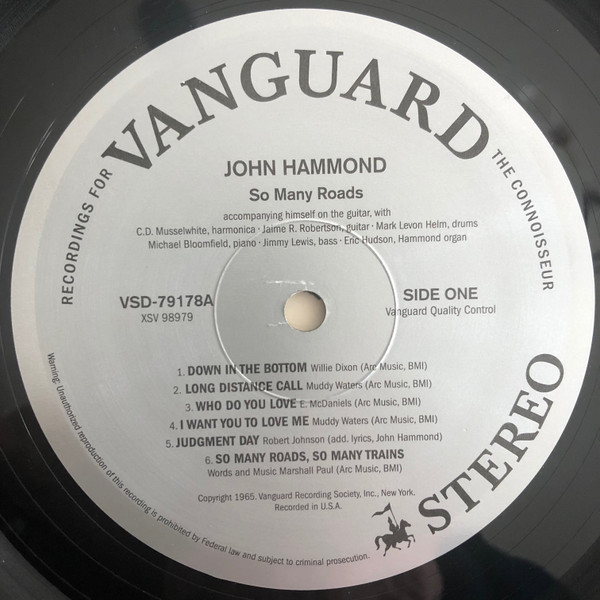 RECORDINGS FOR VANGUARD THE CONNOISSEUR
JOHN HAMMOND
So Many Roads
accompanying himself on the guitar, with
C.D. Musselwhite, harmonica · Jaime R. Robertson, guitar · Mark Levon Helm, drums
Michael Bloomfield, piano · Jimmy Lewis, bass · Eric Hudson, Hammond organ
VSD-79178A
XSV 98979
SIDE ONE
Vanguard Quality Control
1. DOWN IN THE BOTTOM Willie Dixon (Arc Music, BMI)
2. LONG DISTANCE CALL Muddy Waters (Arc Music, BMI)
3. WHO DO YOU LOVE E. McDaniels (Arc Music, BMI)
4. I WANT YOU TO LOVE ME Muddy Waters (Arc Music, BMI)
5. JUDGMENT DAY Robert Johnson (add. lyrics, John Hammond)
6. SO MANY ROADS, SO MANY TRAINS
Words and Music Marshall Paul (Arc Music, BMI)
Copyright 1965. Vanguard Recording Society, Inc., New York.
Recorded in U.S.A.
Warning: Unauthorized reproduction of this recording is prohibited by Federal law and subject to criminal prosecution.
STEREO